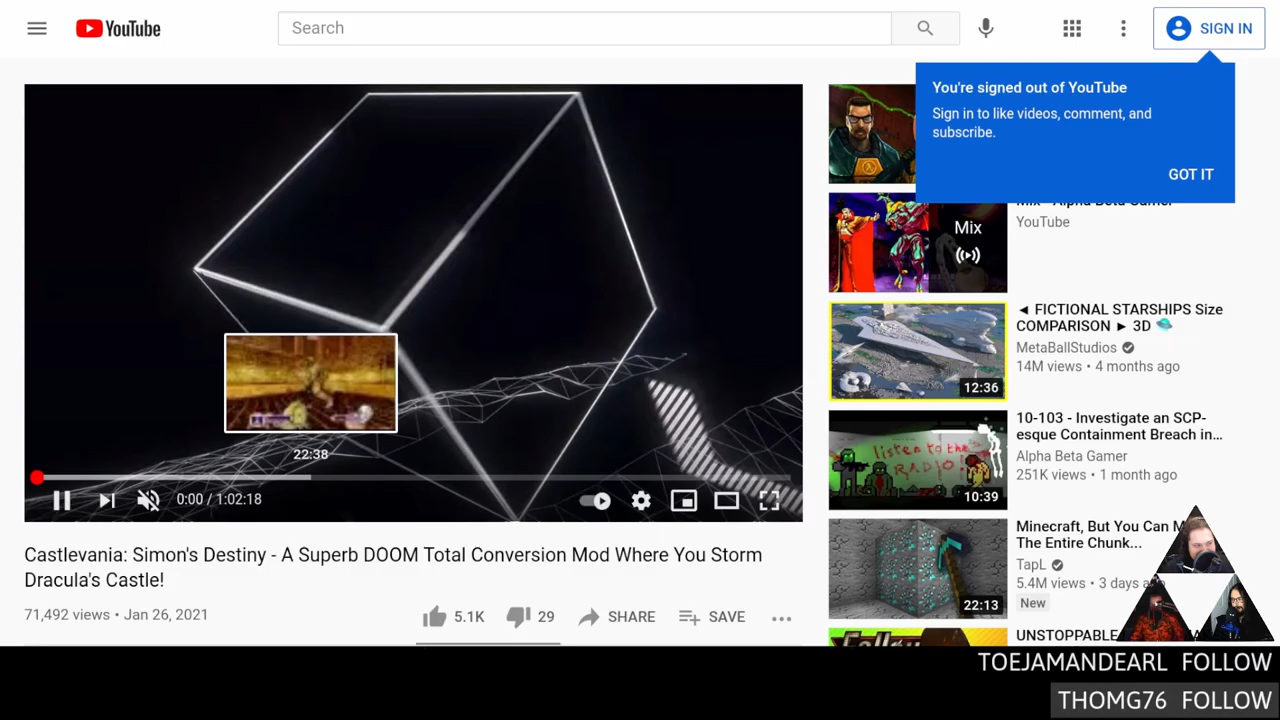 YouTube
Search
SIGN IN
You're signed out of YouTube
Sign in to like videos, comment, and
subscribe.
GOT IT
YouTube
Mix
◄ FICTIONAL STARSHIPS Size
COMPARISON ► 3D
MetaBallStudios
14M views • 4 months ago
12:36
10-103 - Investigate an SCP-
esque Containment Breach in...
Alpha Beta Gamer
251K views • 1 month ago
listen to the
RADIO!
10:39
Minecraft, But You Can M
The Entire Chunk...
TapL
5.4M views • 3 days a
New
22:13
UNSTOPPABLE
22:38
0:00 / 1:02:18
Castlevania: Simon's Destiny - A Superb DOOM Total Conversion Mod Where You Storm
Dracula's Castle!
71,492 views • Jan 26, 2021
5.1K
29
SHARE
SAVE
TOEJAMANDEARL FOLLOW
THOMG76 FOLLOW